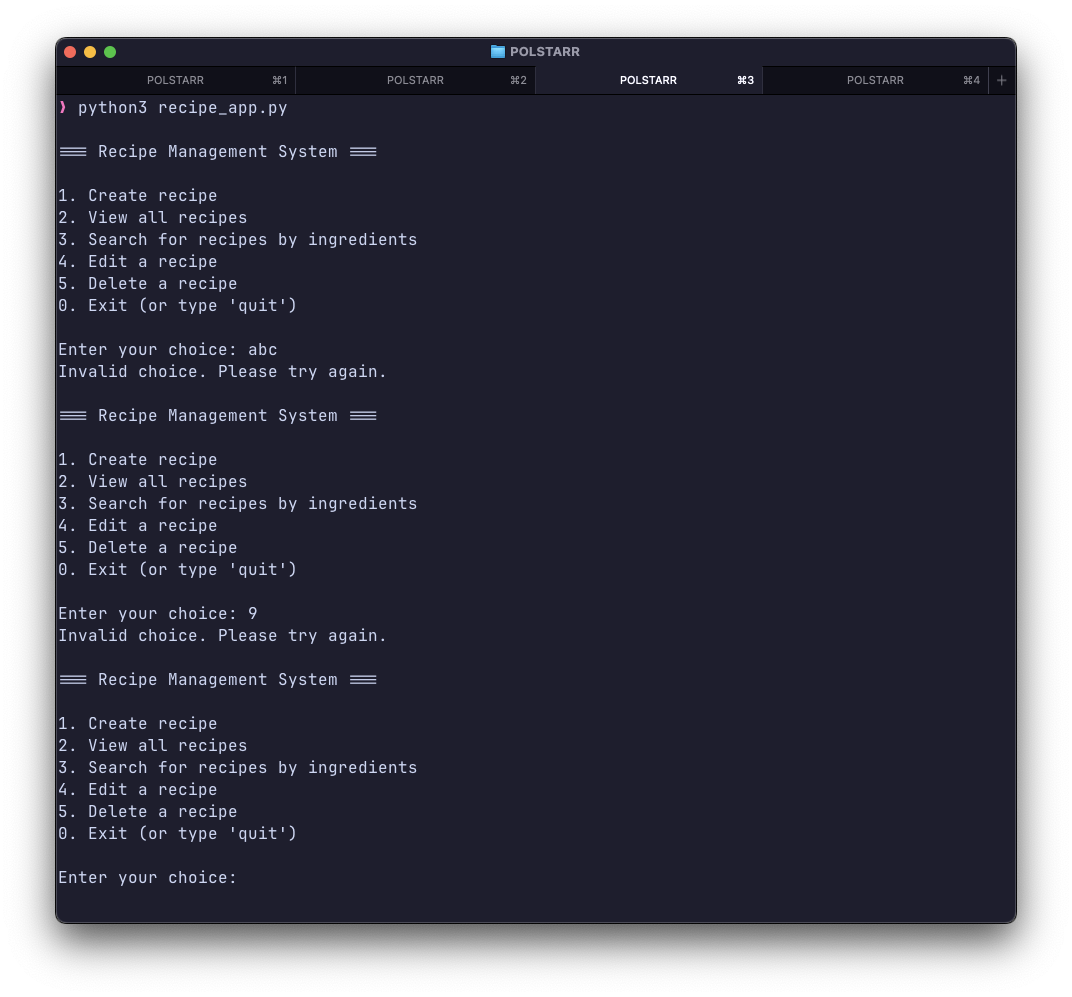 POLSTARR
POLSTARR ⌘1 POLSTARR ⌘2 POLSTARR ⌘3 POLSTARR ⌘4 +
❯ python3 recipe_app.py
=== Recipe Management System ===
1. Create recipe
2. View all recipes
3. Search for recipes by ingredients
4. Edit a recipe
5. Delete a recipe
0. Exit (or type 'quit')
Enter your choice: abc
Invalid choice. Please try again.
=== Recipe Management System ===
1. Create recipe
2. View all recipes
3. Search for recipes by ingredients
4. Edit a recipe
5. Delete a recipe
0. Exit (or type 'quit')
Enter your choice: 9
Invalid choice. Please try again.
=== Recipe Management System ===
1. Create recipe
2. View all recipes
3. Search for recipes by ingredients
4. Edit a recipe
5. Delete a recipe
0. Exit (or type 'quit')
Enter your choice: